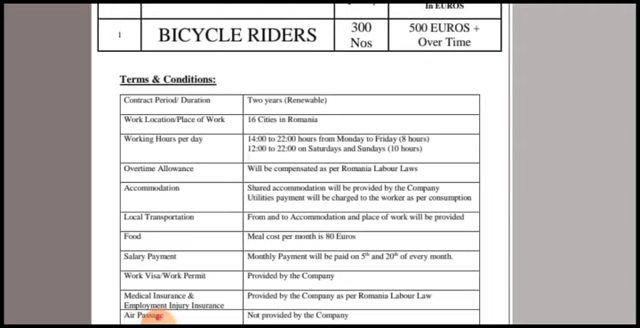 In EUROS
1 BICYCLE RIDERS 300 Nos 500 EUROS + Over Time
Terms & Conditions:
Contract Period/ Duration Two years (Renewable)
Work Location/Place of Work 16 Cities in Romania
Working Hours per day 14:00 to 22:00 hours from Monday to Friday (8 hours)
12:00 to 22:00 on Saturdays and Sundays (10 hours)
Overtime Allowance Will be compensated as per Romania Labour Laws
Accommodation Shared accommodation will be provided by the Company
Utilities payment will be charged to the worker as per consumption
Local Transportation From and to Accommodation and place of work will be provided
Food Meal cost per month is 80 Euros
Salary Payment Monthly Payment will be paid on 5th and 20th of every month.
Work Visa/Work Permit Provided by the Company
Medical Insurance & Provided by the Company as per Romania Labour Law
Employment Injury Insurance
Air Passage Not provided by the Company